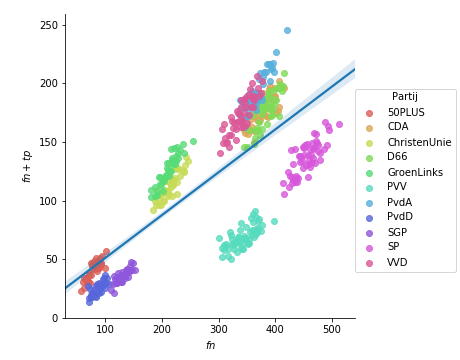 250
200
150
100
50
0
fn + tp
100
200
300
400
500
fn
Partij
50PLUS
CDA
ChristenUnie
D66
GroenLinks
PVV
PvdA
PvdD
SGP
SP
VVD